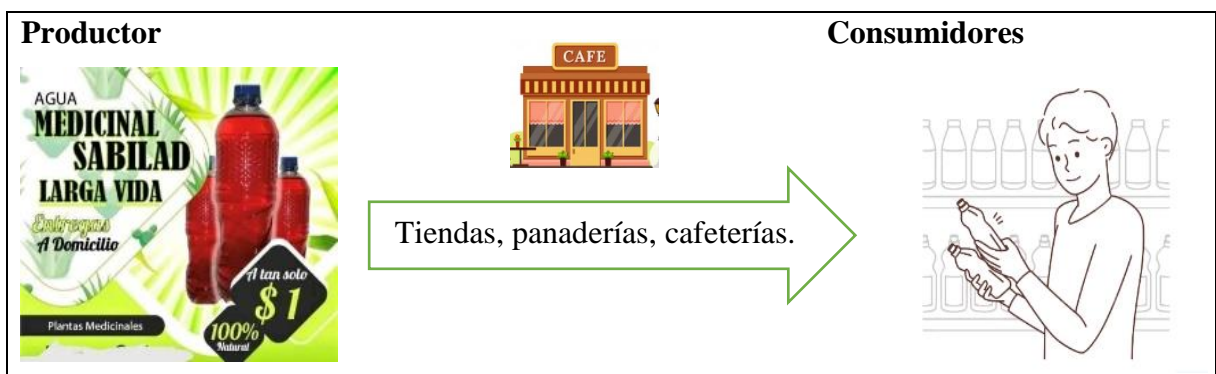 Productor
Consumidores
AGUA
MEDICINAL
SABILAD
LARGA VIDA
Entregas
A Domicilio
A tan solo
$ 1
100%
Natural
Plantas Medicinales
CAFE
Tiendas, panaderías, cafeterías.